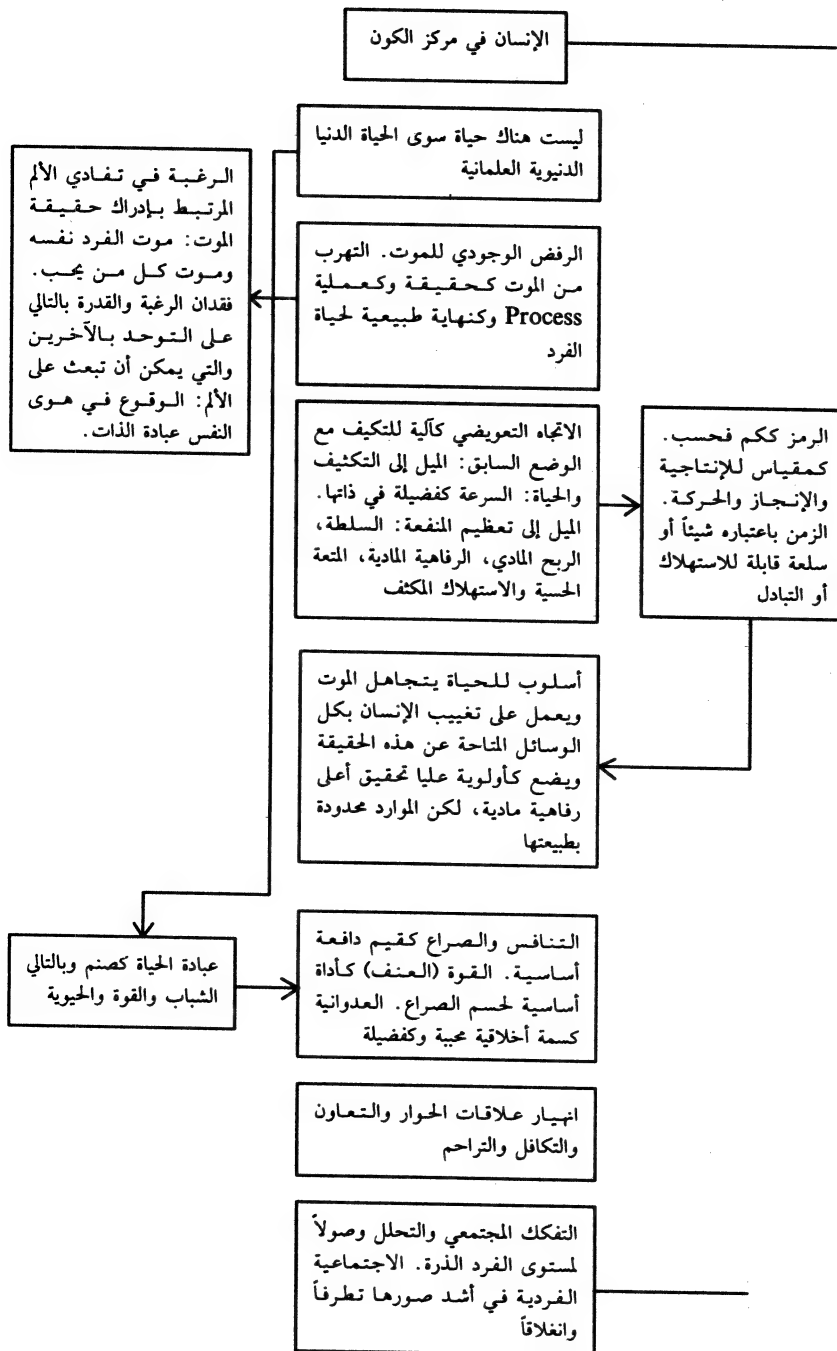 الإنسان في مركز الكون
ليست هناك حياة سوى الحياة الدنيا
الدنيوية العلمانية
الرغبة في تفادي الألم
المرتبط بإدراك حقيقة
الموت: موت الفرد نفسه
وموت كل من يحب.
فقدان الرغبة والقدرة بالتالي
على التوحد بالآخرين
والتي يمكن أن تبعث على
الألم: الوقوع في هوى
النفس عبادة الذات.
الرفض الوجودي للموت. التهرب
من الموت كحقيقة وكعملية
Process وكنهاية طبيعية لحياة
الفرد
الاتجاه التعويضي كآلية للتكيف مع
الوضع السابق: الميل إلى التكثيف
والحياة: السرعة كفضيلة في ذاتها.
الميل إلى تعظيم المنفعة: السلطة،
الربح المادي، الرفاهية المادية، المتعة
الحسية والاستهلاك المكثف
الرمز ككم فحسب.
كمقياس للإنتاجية
والإنجاز والحركة.
الزمن باعتباره شيئاً أو
سلعة قابلة للاستهلاك
أو التبادل
أسلوب للحياة يتجاهل الموت
ويعمل على تغييب الإنسان بكل
الوسائل المتاحة عن هذه الحقيقة
ويضع كأولوية عليا تحقيق أعلى
رفاهية مادية، لكن الموارد محدودة
بطبيعتها
عبادة الحياة كصنم وبالتالي
الشباب والقوة والحيوية
التنافس والصراع كقيم دافعة
أساسية. القوة (العنف) كأداة
أساسية لحسم الصراع. العدوانية
كسمة أخلاقية محببة وكفضيلة
انهيار علاقات الحوار والتعاون
والتكافل والتراحم
التفكك المجتمعي والتحلل وصولاً
لمستوى الفرد الذرة. الاجتماعية
الفردية في أشد صورها تطرفاً
وانغلاقاً